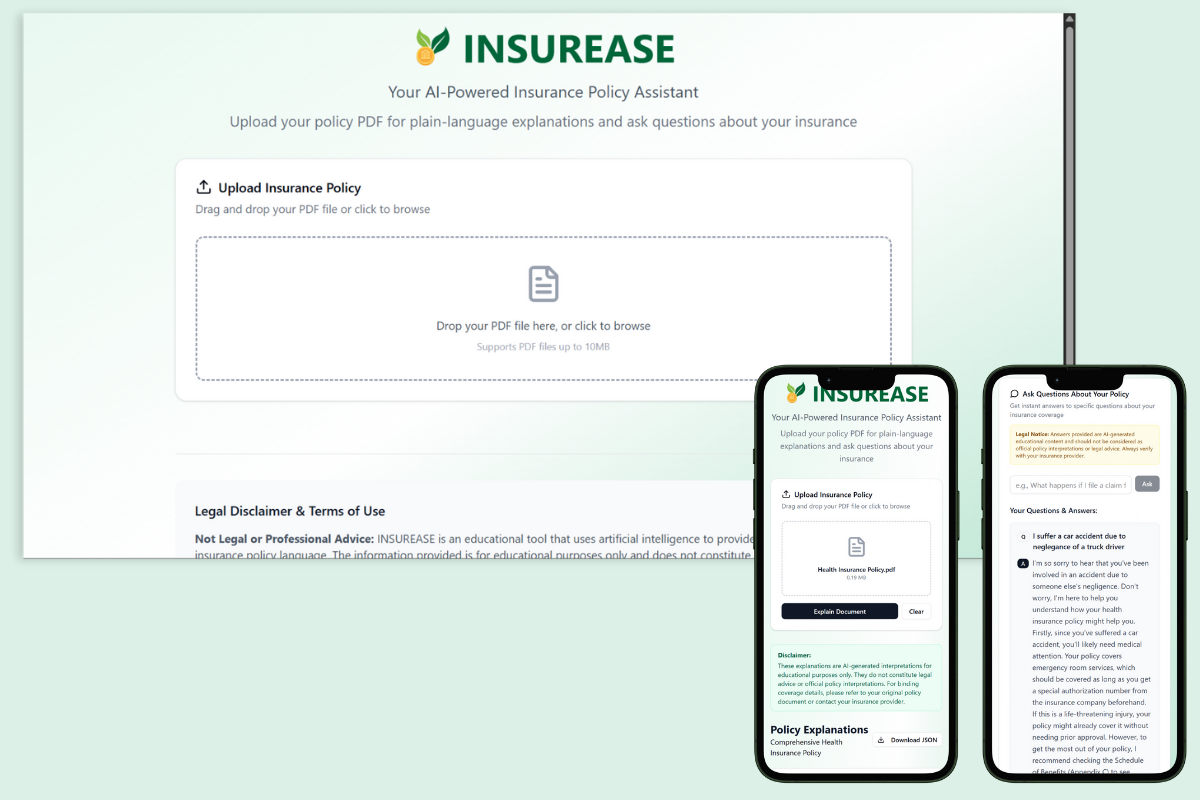 INSUREASE
Your AI-Powered Insurance Policy Assistant
Upload your policy PDF for plain-language explanations and ask questions about your insurance
Upload Insurance Policy
Drag and drop your PDF file or click to browse
Drop your PDF file here, or click to browse
Supports PDF files up to 10MB
Legal Disclaimer & Terms of Use
Not Legal or Professional Advice: INSUREASE is an educational tool that uses artificial intelligence to provide
insurance policy language. The information provided is for educational purposes only and does not constitute
INSUREASE
Your AI-Powered Insurance Policy Assistant
Upload your policy PDF for plain-language
explanations and ask questions about your
insurance
Upload Insurance Policy
Drag and drop your PDF file or click to browse
Health Insurance Policy.pdf
0.19 MB
Explain Document
Clear
Disclaimer:
These explanations are AI-generated interpretations for
educational purposes only. They do not constitute legal
advice or official policy interpretations. For binding
coverage details, please refer to your original policy
document or contact your insurance provider.
Policy Explanations
Comprehensive Health
Insurance Policy
Download JSON
Ask Questions About Your Policy
Get instant answers to specific questions about your
insurance coverage
Legal Notice: Answers provided are AI-generated
educational content and should not be considered as
official policy interpretations or legal advice. Always verify
with your insurance provider.
e.g., What happens if I file a claim f
Ask
Your Questions & Answers:
Q I suffer a car accident due to
neglegance of a truck driver
A I'm so sorry to hear that you've been
involved in an accident due to
someone else's negligence. Don't
worry, I'm here to help you
understand how your health
insurance policy might help you.
Firstly, since you've suffered a car
accident, you'll likely need medical
attention. Your policy covers
emergency room services, which
should be covered as long as you get
a special authorization number from
the insurance company beforehand.
If this is a life-threatening injury, your
policy might already cover it without
needing prior approval. However, to
get the most out of your policy, I
recommend checking the Schedule
of Benefits (Appendix C) to see